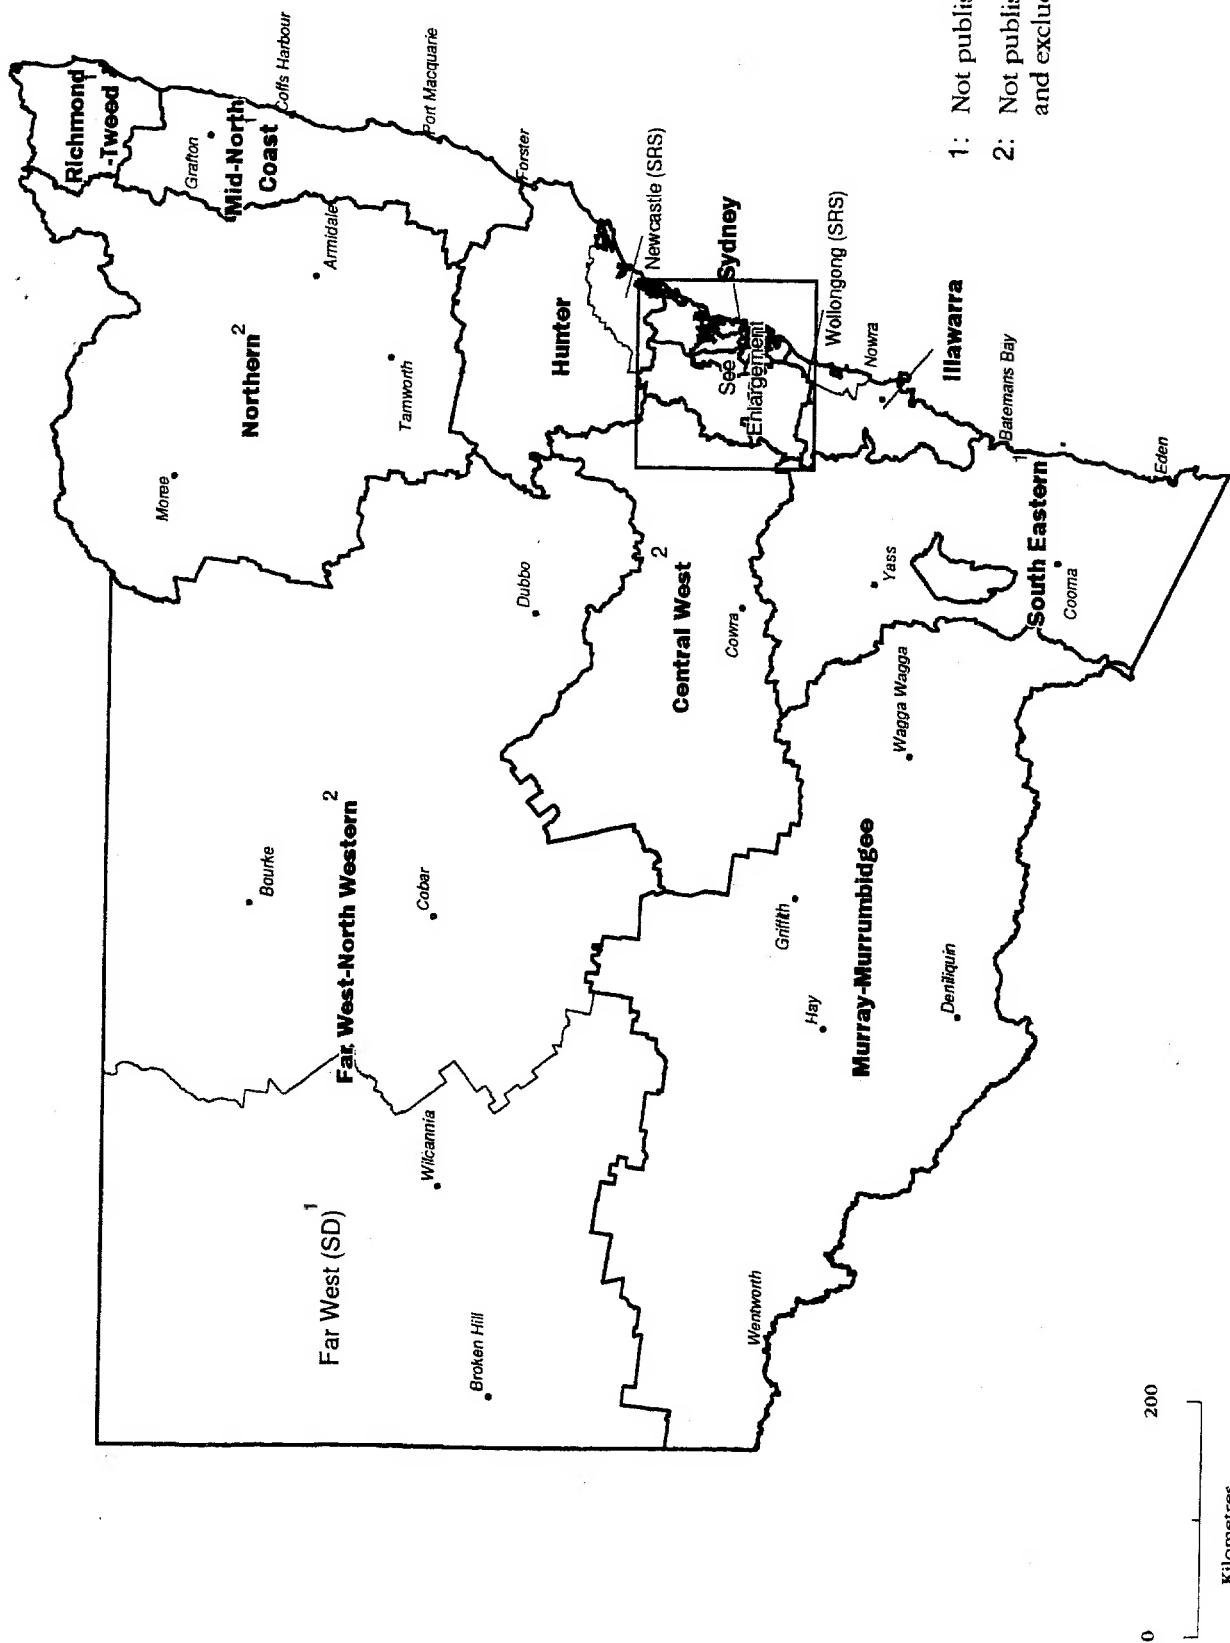 Richmond
-Tweed 1
Grafton
Mid-North
Coast 1
Coffs Harbour
Port Macquarie
Armidale
Northern 2
Moree
Tamworth
Forster
Hunter
Newcastle (SRS)
Sydney
See
Enlargement
Wollongong (SRS)
Nowra
Illawarra
Batemans Bay
South Eastern 1
Eden
Cooma
Yass
Dubbo
Central West 2
Cowra
Bourke
Far West-North Western 2
Cobar
Wilcannia
Far West (SD) 1
Broken Hill
Griffith
Wagga Wagga
Hay
Murray-Murrumbidgee
Deniliquin
Wentworth
1: Not publis
2: Not publis
and exclu
0 200
Kilometres